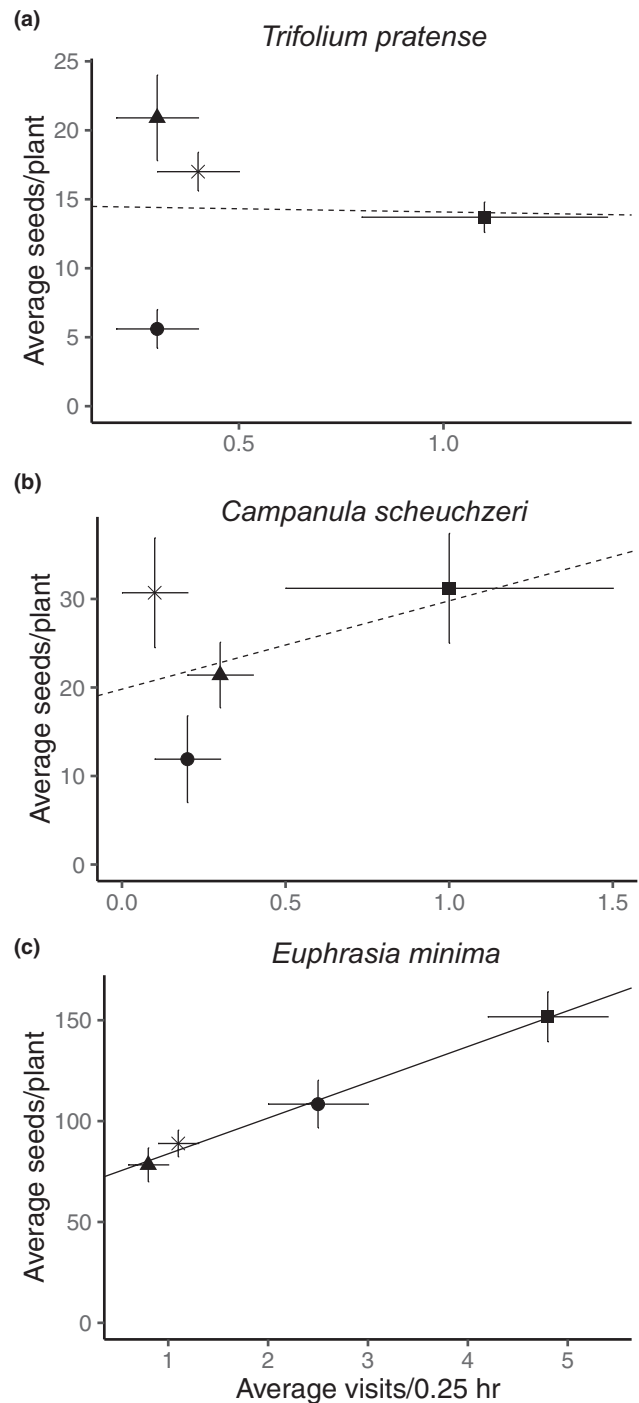 (a)
Trifolium pratense
Average seeds/plant
25
20
15
10
5
0
0.5
1.0
(b)
Campanula scheuchzeri
Average seeds/plant
30
20
10
0
0.0
0.5
1.0
1.5
(c)
Euphrasia minima
Average seeds/plant
150
100
50
0
1
2
3
4
5
Average visits/0.25 hr